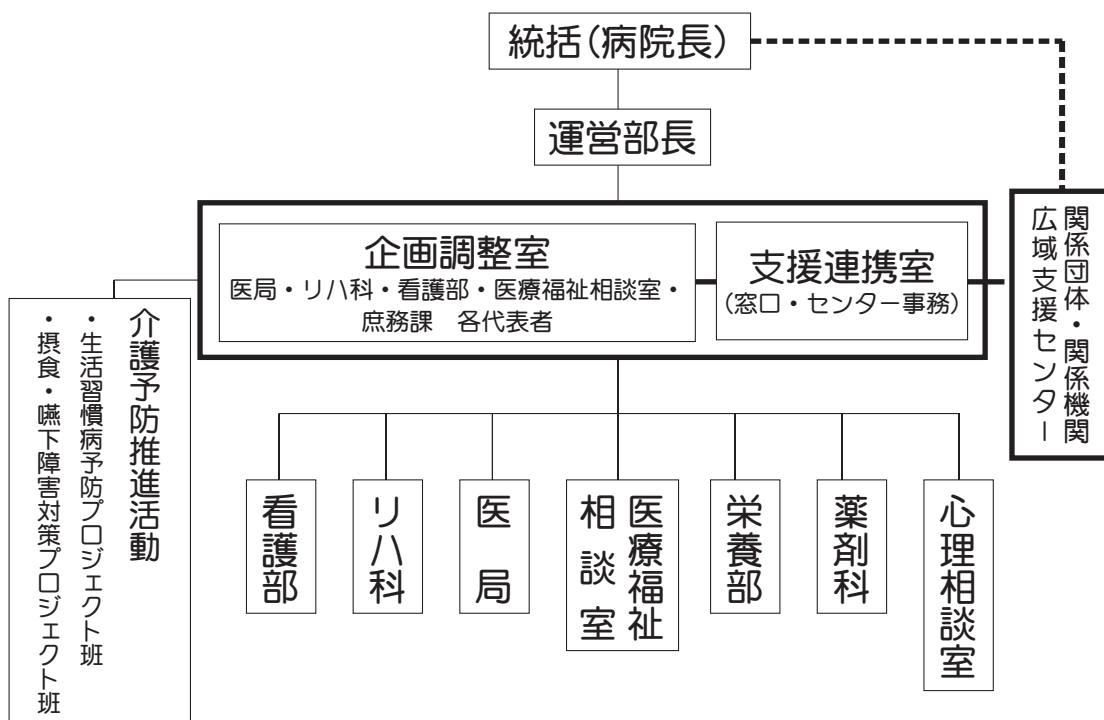 統括(病院長)
運営部長
企画調整室
医局・リハ科・看護部・医療福祉相談室・
庶務課　各代表者
支援連携室
(窓口・センター事務)
関係団体・関係機関
広域支援センター
介護予防推進活動
・生活習慣病予防プロジェクト班
・摂食・嚥下障害対策プロジェクト班
看護部
リハ科
医局
医療福祉
相談室
栄養部
薬剤科
心理相談室